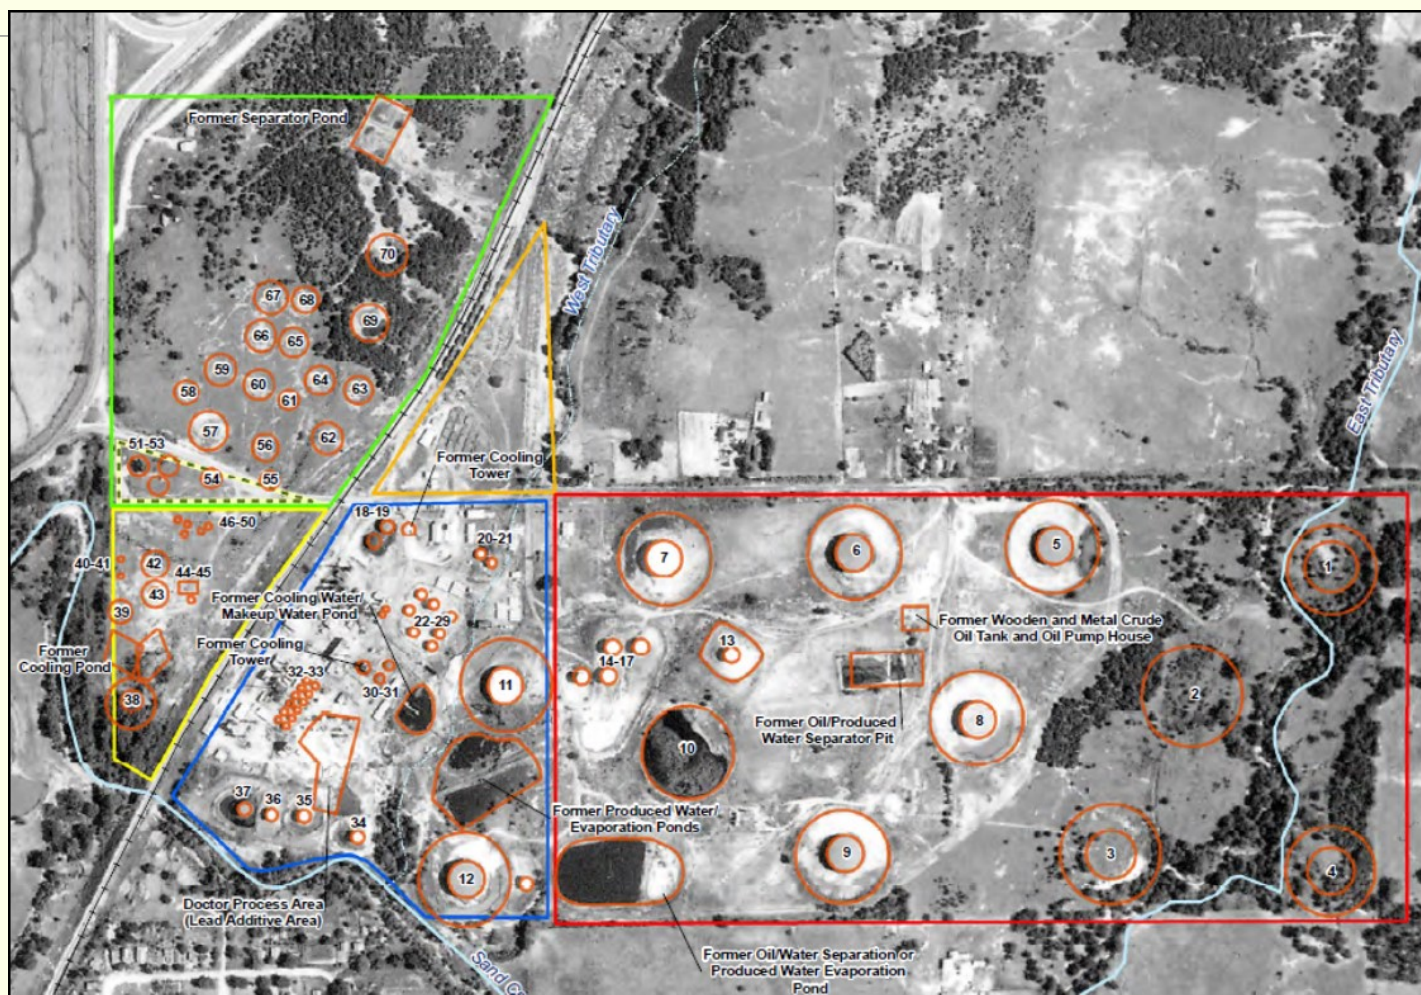 Former Separator Pond
70
67
68
69
66
65
59
60
64
58
61
63
57
56
62
51-53
54
55
West Tributary
East Tributary
Former Cooling
Tower
46-50
18-19
20-21
40-41
42
44-45
43
39
Former Cooling Water/
Makeup Water Pond
22-29
Former
Cooling Pond
Former Cooling
Tower
32-33
30-31
38
11
37
36
35
34
12
Former Produced Water/
Evaporation Ponds
Doctor Process Area
(Lead Additive Area)
7
6
5
1
Former Wooden and Metal Crude
Oil Tank and Oil Pump House
13
14-17
2
8
Former Oil/Produced
Water Separator Pit
10
9
3
4
Former Oil/Water Separation or
Produced Water Evaporation
Pond
Sand